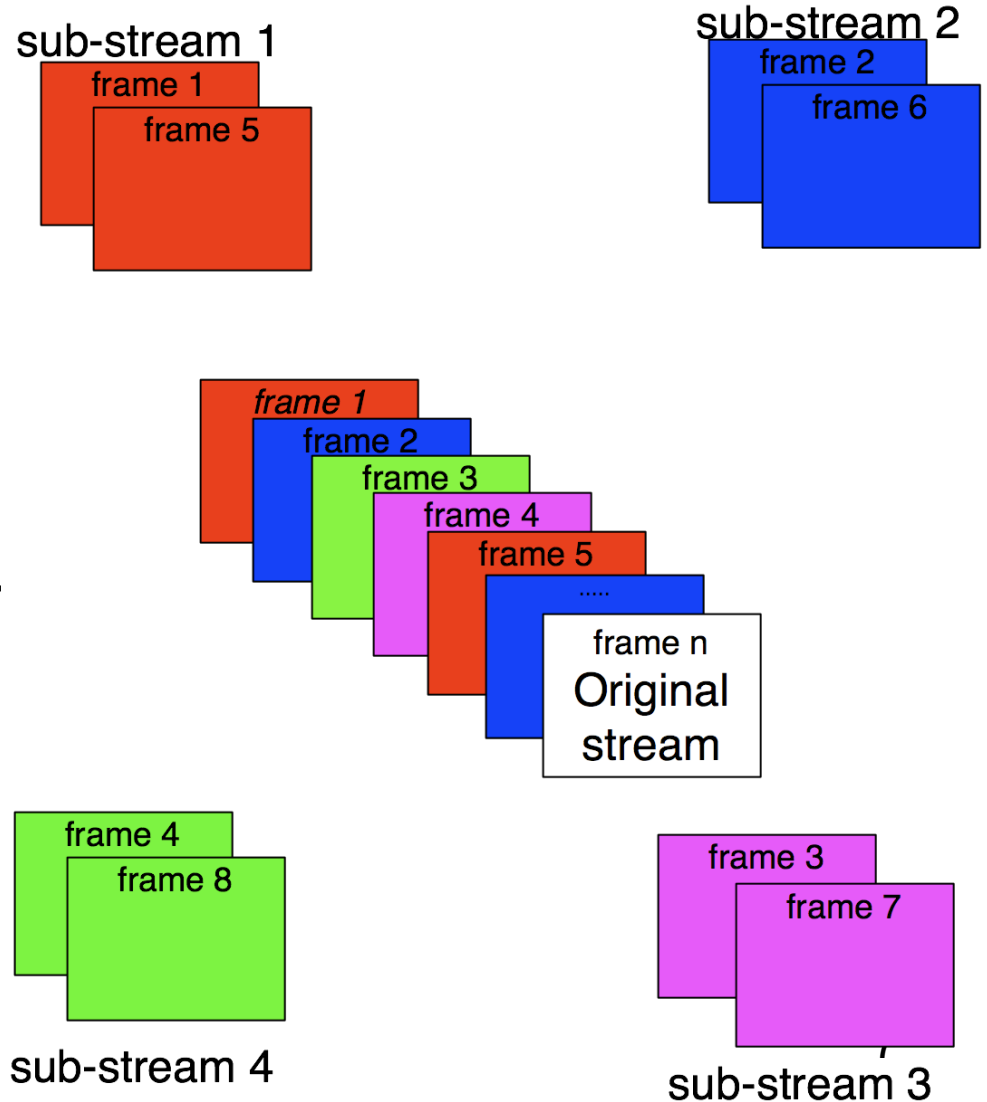 sub-stream 1
frame 1
frame 5
sub-stream 2
frame 2
frame 6
frame 1
frame 2
frame 3
frame 4
frame 5
.....
frame n
Original
stream
frame 4
frame 8
sub-stream 4
frame 3
frame 7
sub-stream 3